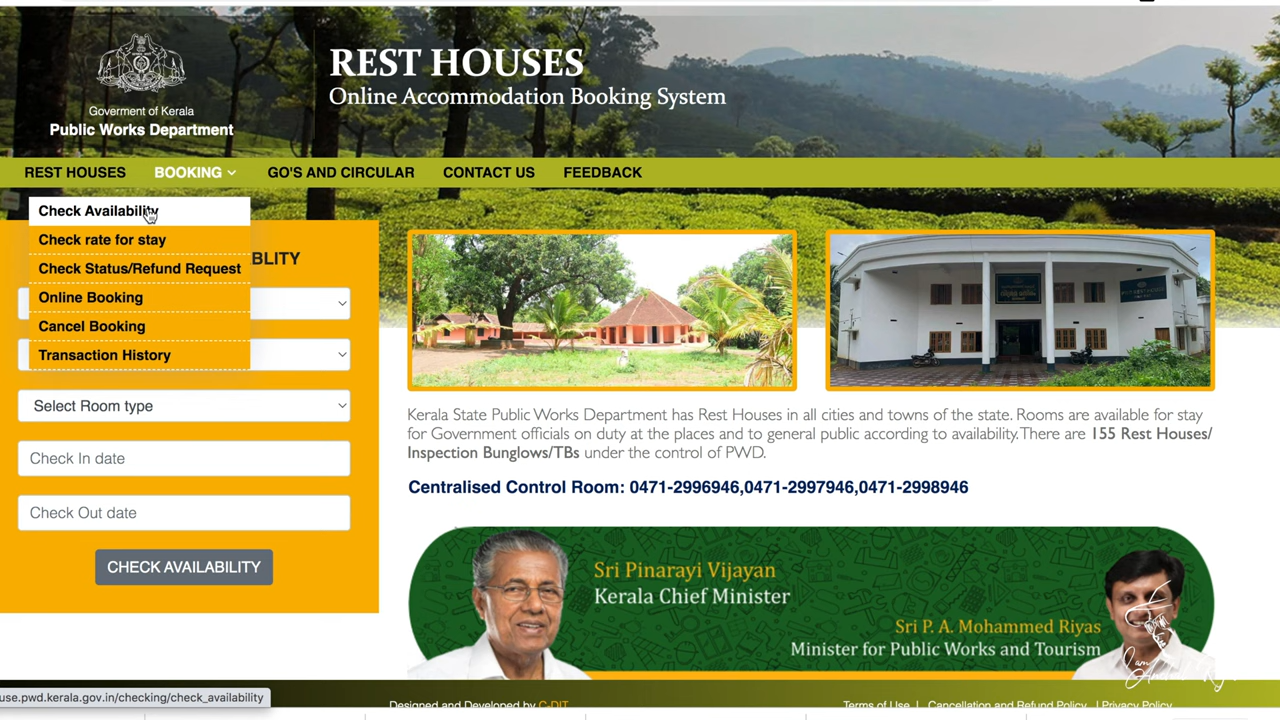 Goverment of Kerala
Public Works Department
REST HOUSES
Online Accommodation Booking System
REST HOUSES
BOOKING
GO'S AND CIRCULAR
CONTACT US
FEEDBACK
Check Availability
Check rate for stay
Check Status/Refund Request
Online Booking
Cancel Booking
Transaction History
BLITY
Select Room type
Check In date
Check Out date
CHECK AVAILABILITY
Kerala State Public Works Department has Rest Houses in all cities and towns of the state. Rooms are available for stay
for Government officials on duty at the places and to general public according to availability. There are 155 Rest Houses/
Inspection Bunglows/TBs under the control of PWD.
Centralised Control Room: 0471-2996946,0471-2997946,0471-2998946
Sri Pinarayi Vijayan
Kerala Chief Minister
Sri P. A. Mohammed Riyas
Minister for Public Works and Tourism
use.pwd.kerala.gov.in/checking/check_availability
Designed and Developed by C-DIT
Terms of Use | Cancellation and Refund Policy | Privacy Policy